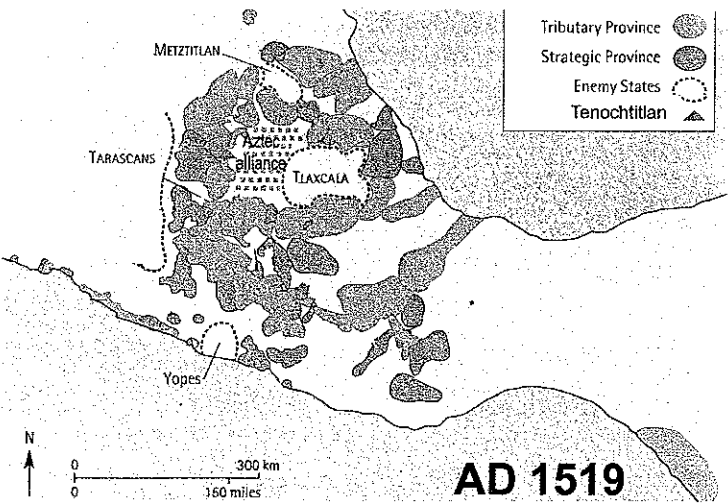 Tributary Province
Strategic Province
Enemy States
Tenochtitlan
METZTITLAN
TARASCANS
Aztec
alliance
TLAXCALA
Yopes
N
0 300 km
0 160 miles
AD 1519